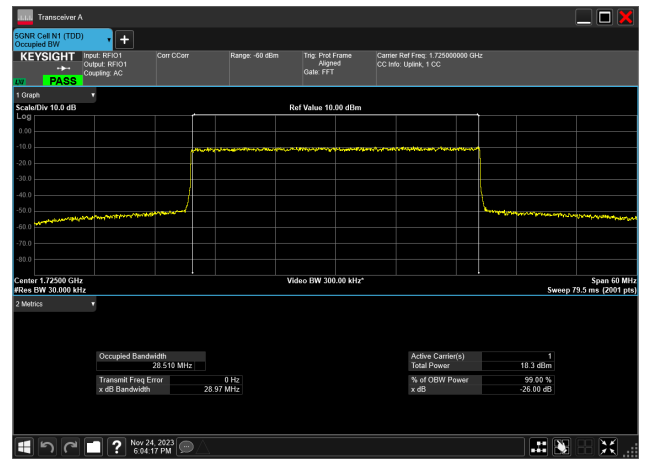 Transceiver A
5GNR Cell N1 (TDD)
Occupied BW
KEYSIGHT
Input: RFIO1
Output: RFIO1
Coupling: AC
Corr CCorr
Range: -60 dBm
Trig: Prot Frame
Aligned
Gate: FFT
Carrier Ref Freq: 1.725000000 GHz
CC Info: Uplink, 1 CC
LW PASS
1 Graph
Scale/Div 10.0 dB
Ref Value 10.00 dBm
Log
0.00
-10.0
-20.0
-30.0
-40.0
-50.0
-60.0
-70.0
-80.0
Center 1.72500 GHz
#Res BW 30.000 kHz
Video BW 300.00 kHz*
Span 60 MHz
Sweep 79.5 ms (2001 pts)
2 Metrics
Occupied Bandwidth
28.510 MHz
Transmit Freq Error 0 Hz
x dB Bandwidth 28.97 MHz
Active Carrier(s) 1
Total Power 18.3 dBm
% of OBW Power 99.00 %
x dB -26.00 dB
?
Nov 24, 2023
6:04:17 PM